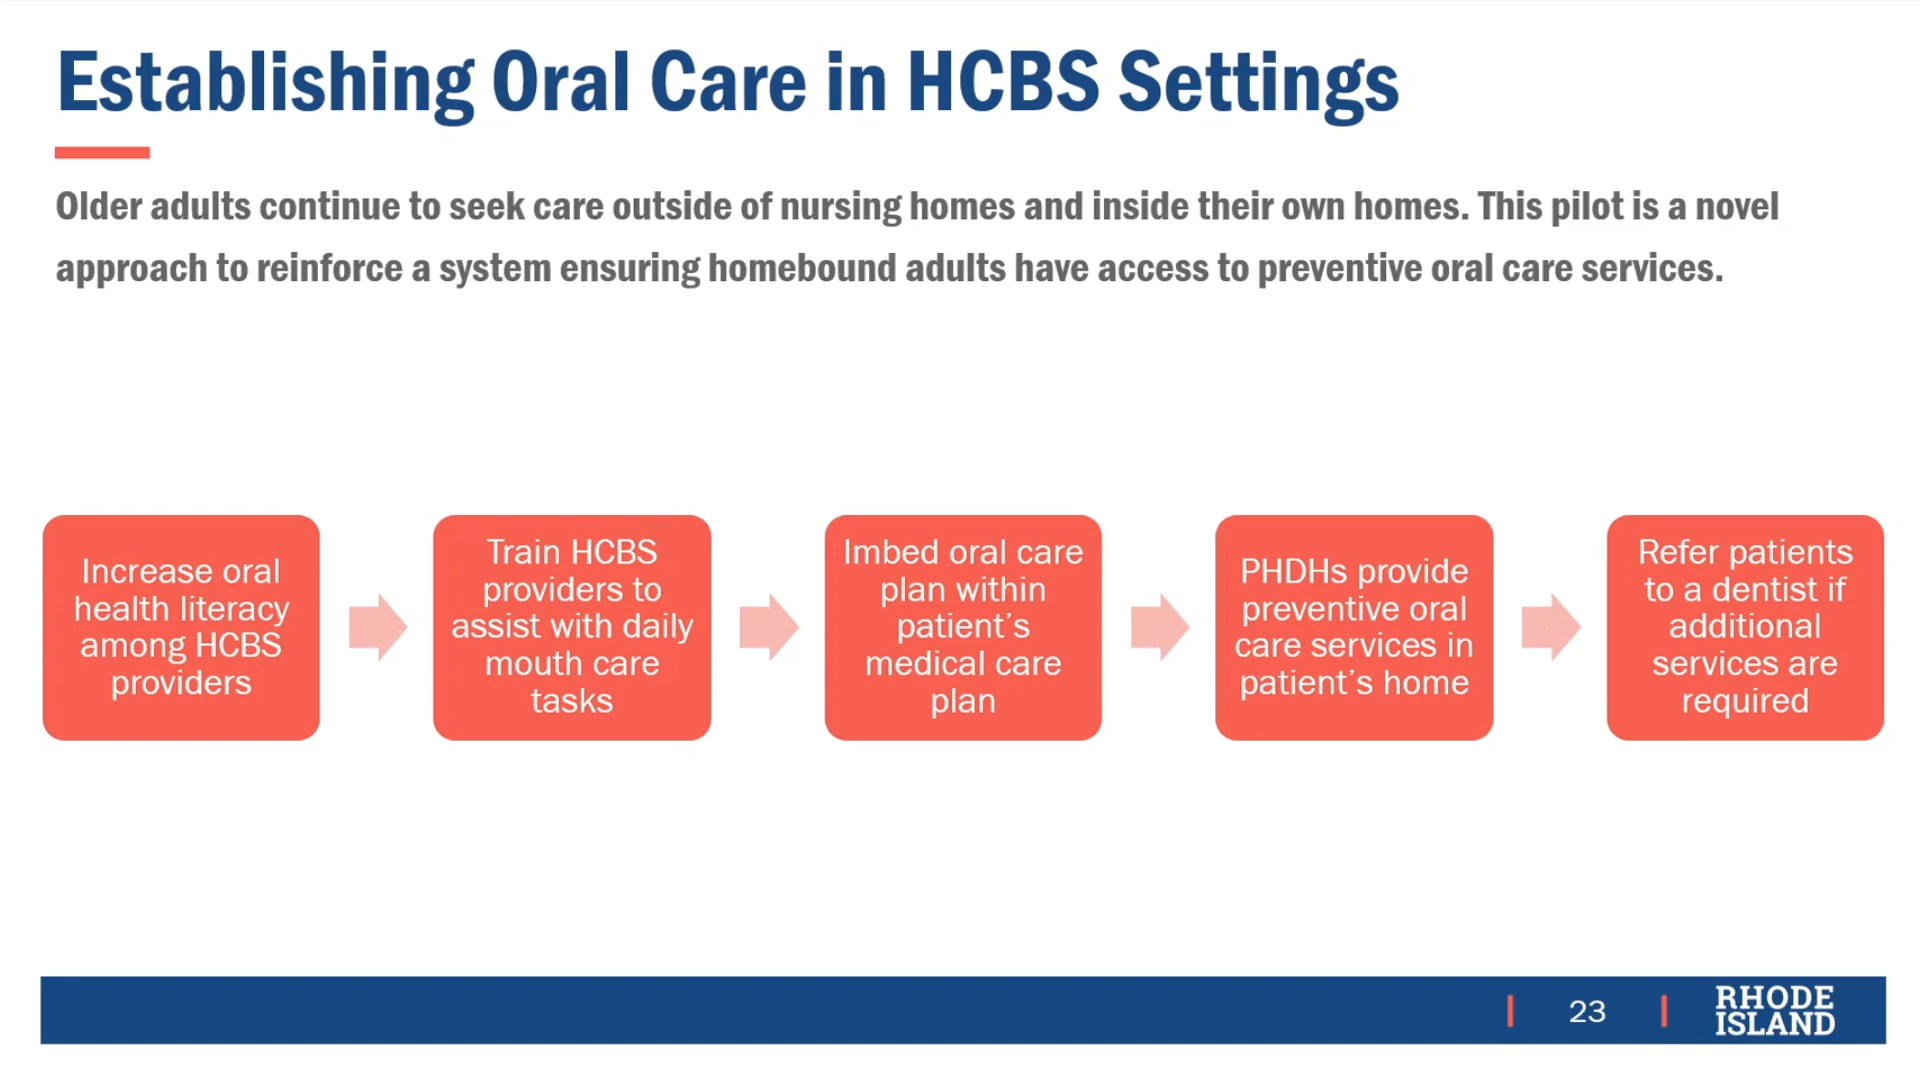 Establishing Oral Care in HCBS Settings
Older adults continue to seek care outside of nursing homes and inside their own homes. This pilot is a novel
approach to reinforce a system ensuring homebound adults have access to preventive oral care services.
Increase oral
health literacy
among HCBS
providers
Train HCBS
providers to
assist with daily
mouth care
tasks
Imbed oral care
plan within
patient’s
medical care
plan
PHDHs provide
preventive oral
care services in
patient’s home
Refer patients
to a dentist if
additional
services are
required
23
RHODE
ISLAND